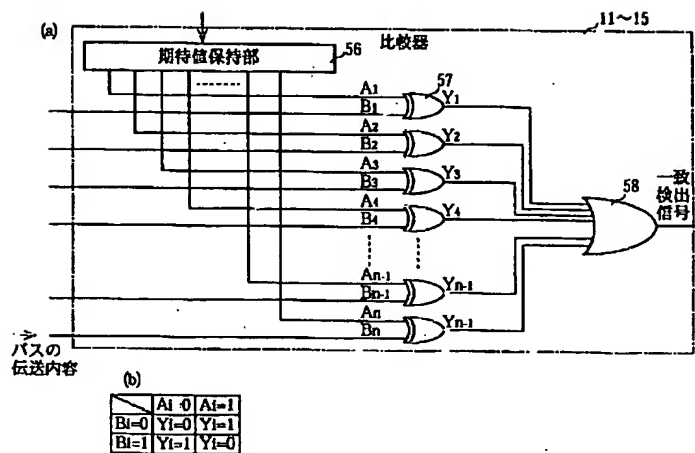 (a)
11～15
比較器
期待値保持部
56
A1
B1
57
Y1
A2
B2
Y2
A3
B3
Y3
A4
B4
Y4
58
一致
検出
信号
An-1
Bn-1
Yn-1
An
Bn
Yn-1
バスの
伝送内容
(b)
Ai=0 Ai=1
Bi=0 Yi=0 Yi=1
Bi=1 Yi=1 Yi=0